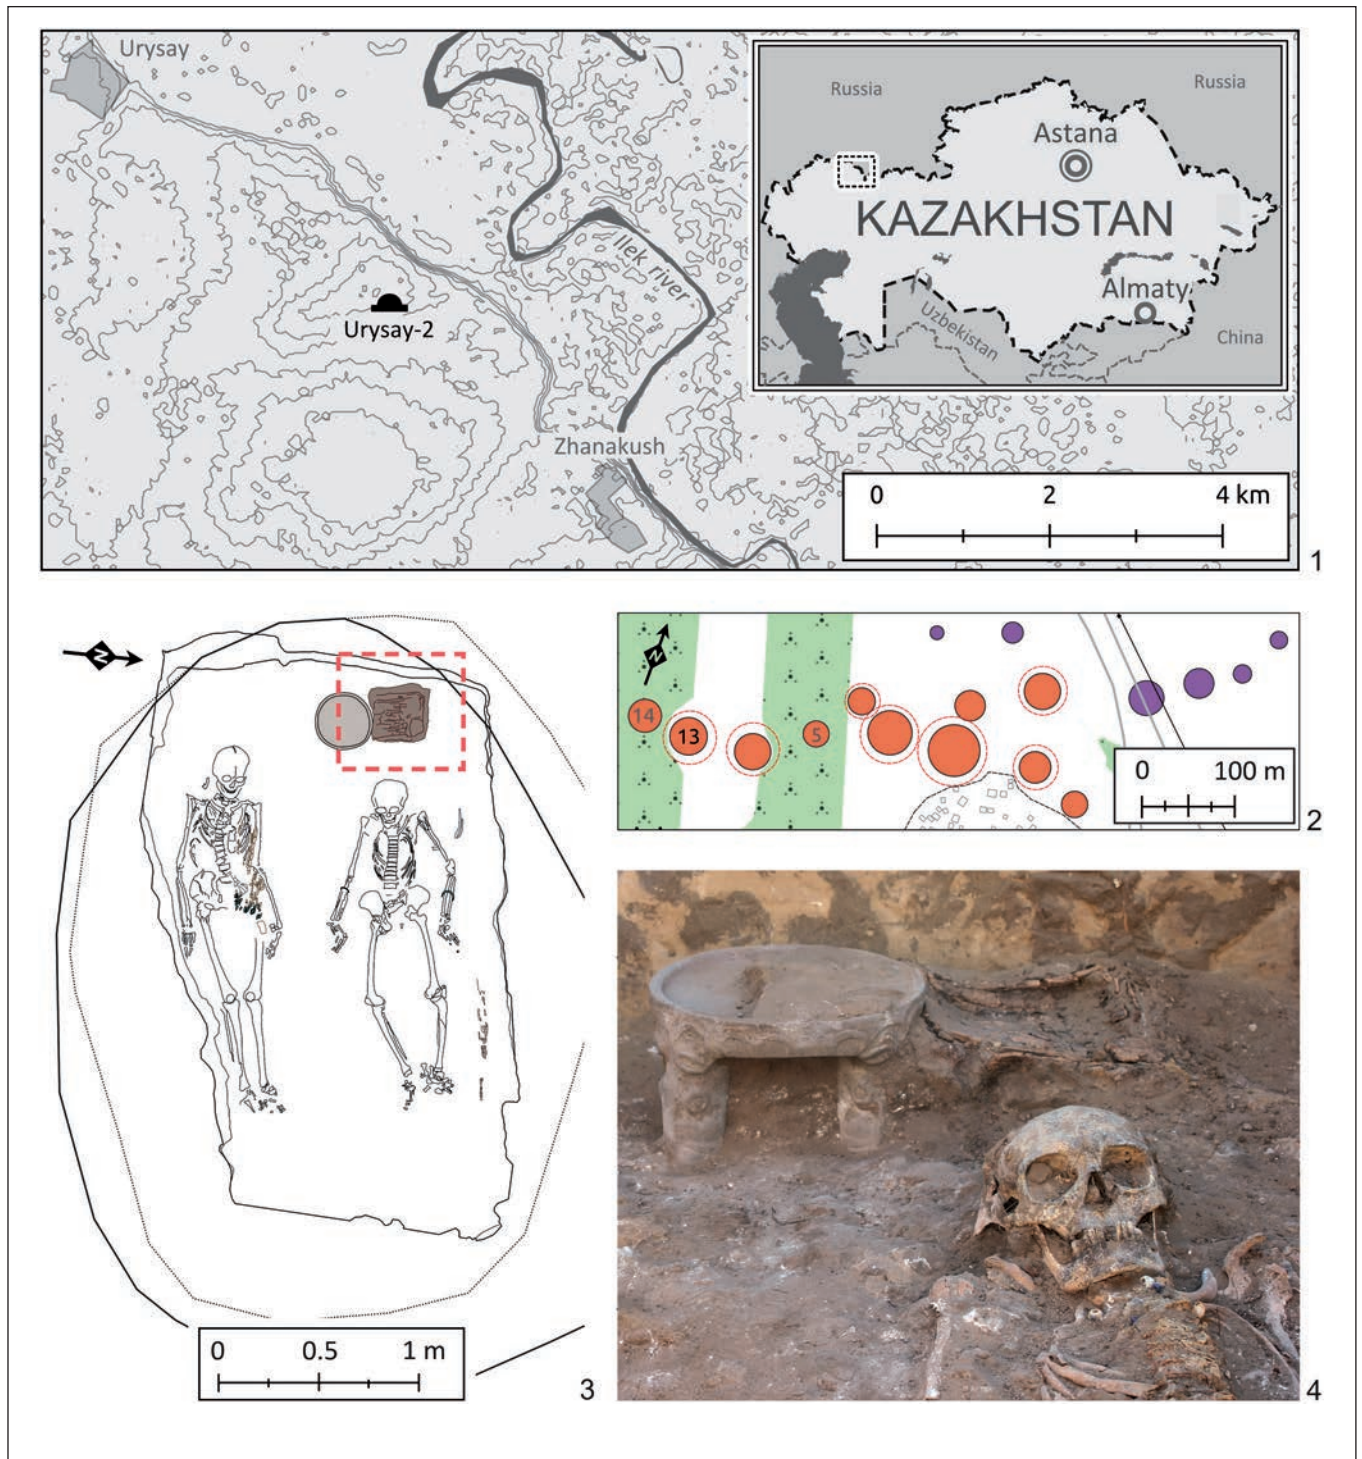 Urysay
Russia
Russia
Astana
KAZAKHSTAN
Ilek river
Urysay-2
Almaty
Uzbekistan
China
Zhanakush
0 2 4 km
1
N
N
14
13
5
0 100 m
2
0 0.5 1 m
3
4